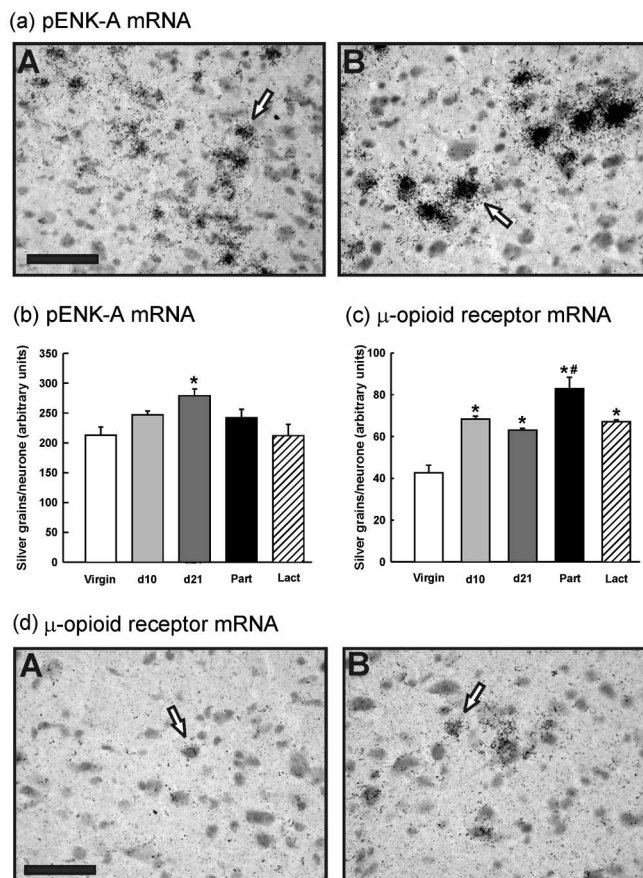 (a) pENK-A mRNA
A
B
(b) pENK-A mRNA
Silver grains/neurone (arbitrary units)
350
300
250
200
150
100
50
0
*
Virgin
d10
d21
Part
Lact
(c) μ-opioid receptor mRNA
Silver grains/neurone (arbitrary units)
100
80
60
40
20
0
*
*
*#
*
Virgin
d10
d21
Part
Lact
(d) μ-opioid receptor mRNA
A
B